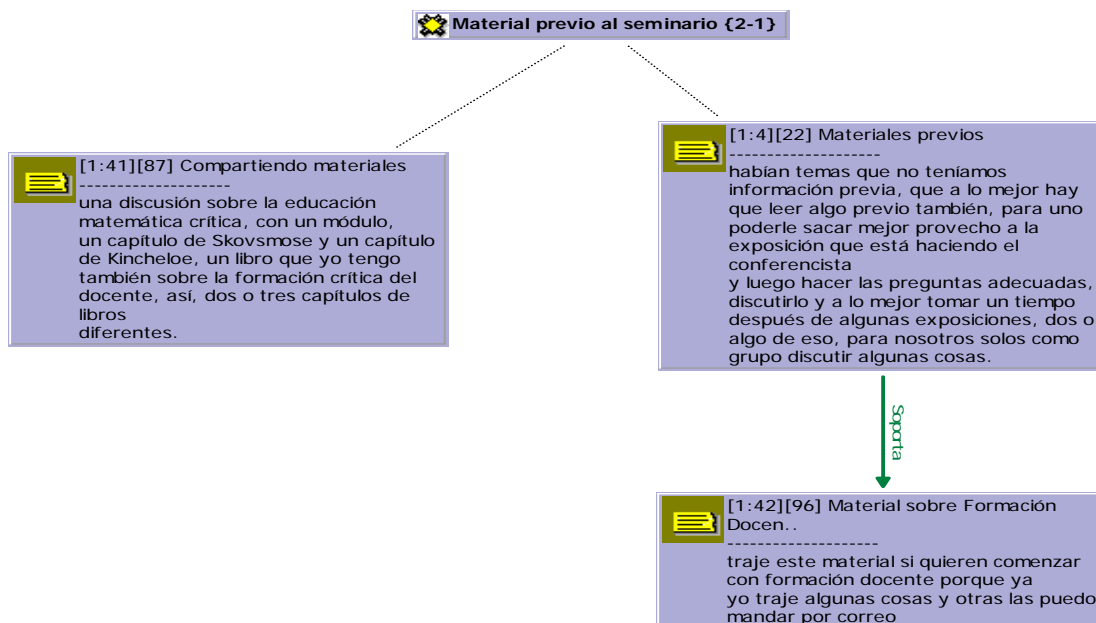 Material previo al seminario {2-1}
[1:41][87] Compartiendo materiales
--------------------
una discusión sobre la educación
matemática crítica, con un módulo,
un capítulo de Skovsmose y un capítulo
de Kincheloe, un libro que yo tengo
también sobre la formación crítica del
docente, así, dos o tres capítulos de
libros
diferentes.
[1:4][22] Materiales previos
--------------------
habían temas que no teníamos
información previa, que a lo mejor hay
que leer algo previo también, para uno
poderle sacar mejor provecho a la
exposición que está haciendo el
conferencista
y luego hacer las preguntas adecuadas,
discutirlo y a lo mejor tomar un tiempo
después de algunas exposiciones, dos o
algo de eso, para nosotros solos como
grupo discutir algunas cosas.
Soporta
[1:42][96] Material sobre Formación
Docen..
--------------------
traje este material si quieren comenzar
con formación docente porque ya
yo traje algunas cosas y otras las puedo
mandar por correo